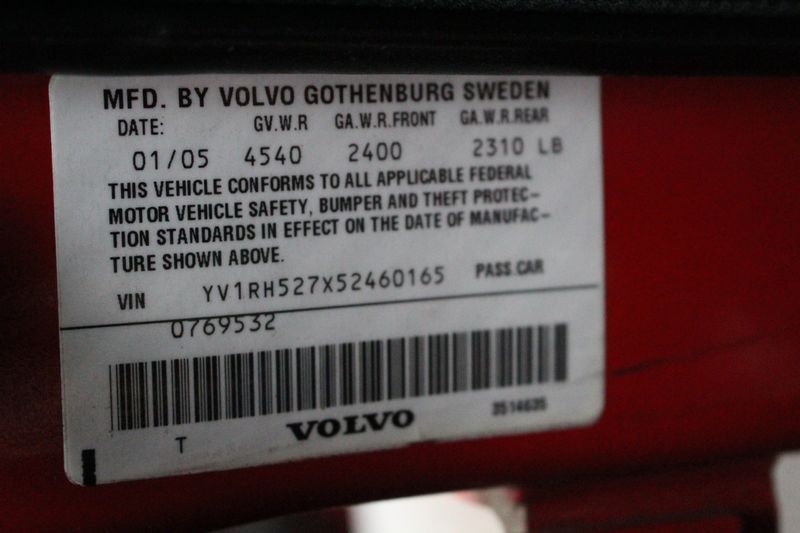 MFD. BY VOLVO GOTHENBURG SWEDEN
DATE: GV.W.R GA.W.R.FRONT GA.W.R.REAR
01/05 4540 2400 2310 LB
THIS VEHICLE CONFORMS TO ALL APPLICABLE FEDERAL
MOTOR VEHICLE SAFETY, BUMPER AND THEFT PROTEC-
TION STANDARDS IN EFFECT ON THE DATE OF MANUFAC-
TURE SHOWN ABOVE.
VIN YV1RH527X52460165 PASS.CAR
0769532
T VOLVO 3514635